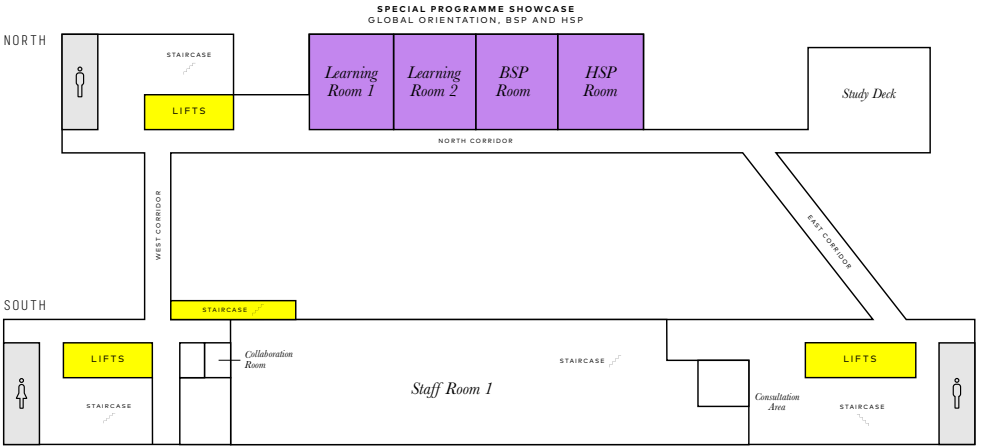 SPECIAL PROGRAMME SHOWCASE
GLOBAL ORIENTATION, BSP AND HSP
NORTH
STAIRCASE
LIFTS
Learning
Room 1
Learning
Room 2
BSP
Room
HSP
Room
Study Deck
NORTH CORRIDOR
WEST CORRIDOR
EAST CORRIDOR
SOUTH
STAIRCASE
LIFTS
STAIRCASE
Collaboration
Room
Staff Room 1
STAIRCASE
Consultation
Area
LIFTS
STAIRCASE